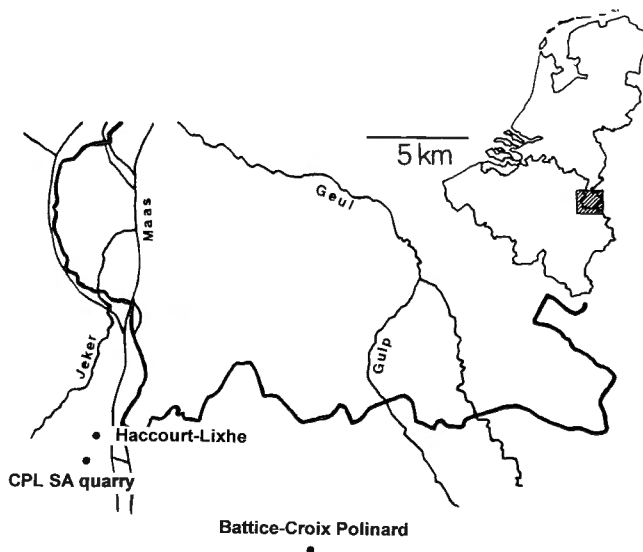 5 km
Geul
Maas
Gulp
Jeker
Haccourt-Lixhe
CPL SA quarry
Battice-Croix Polinard